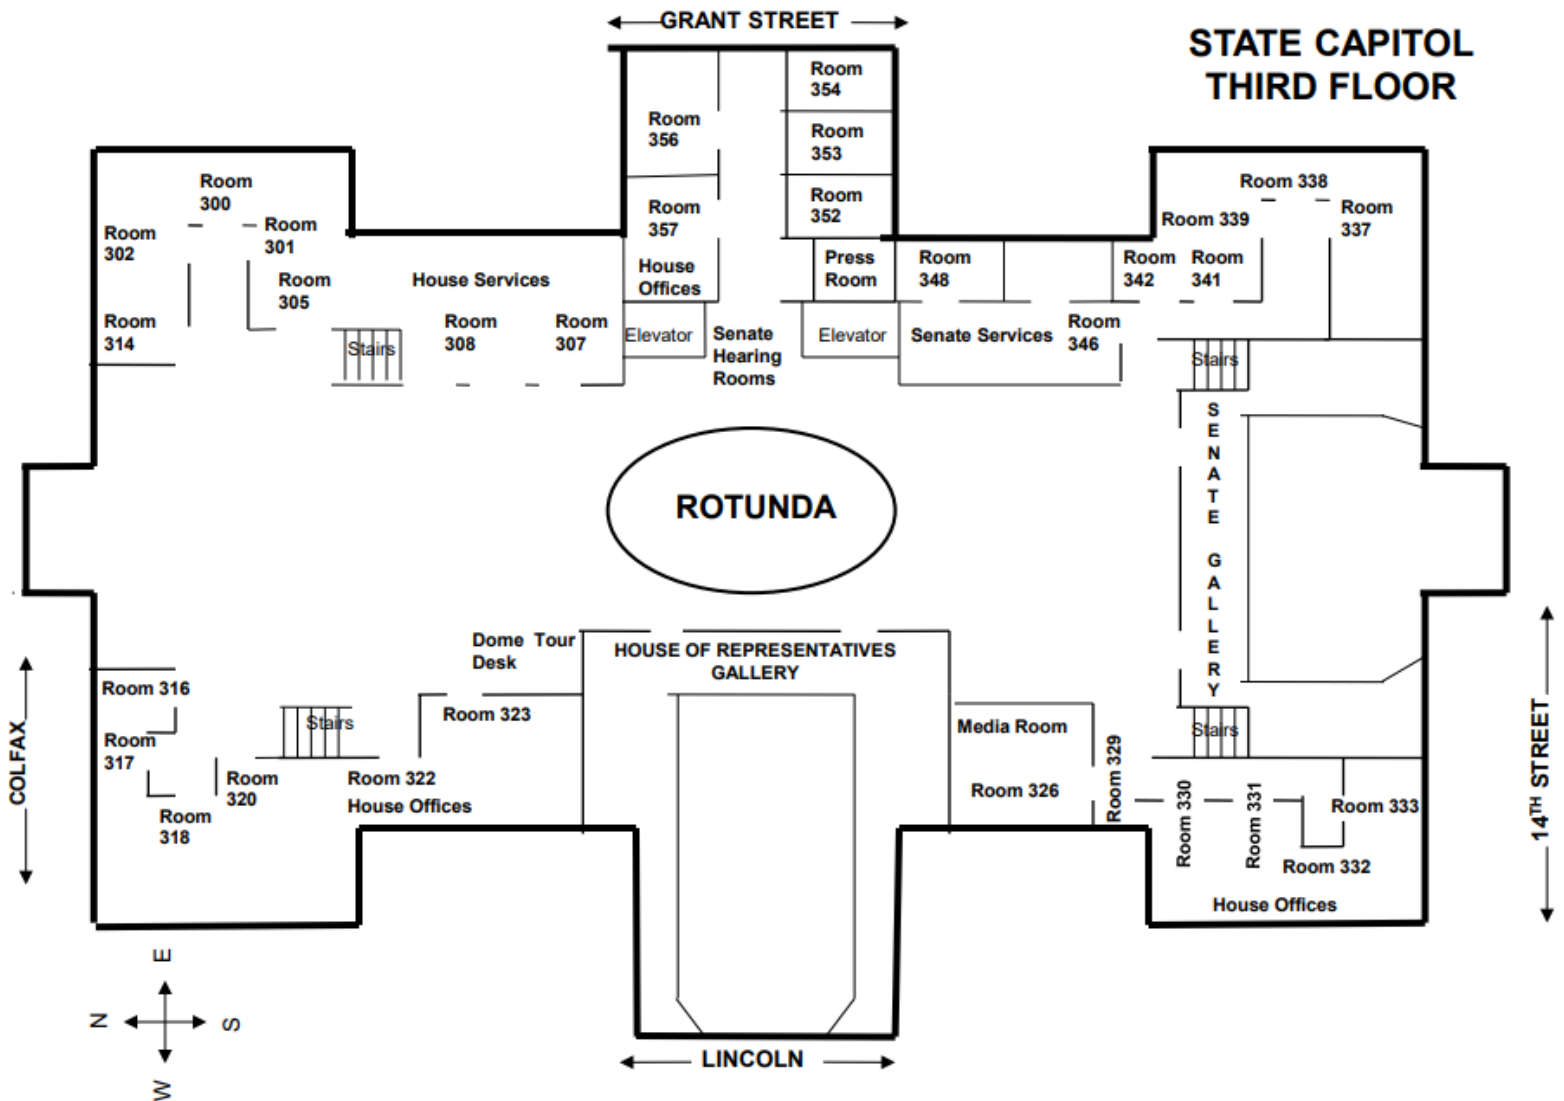 GRANT STREET
STATE CAPITOL
THIRD FLOOR
Room
354
Room
356
Room
353
Room
300
Room
352
Room
357
Room 338
Room 339
Room
337
Room
302
Room
301
House Services
Room
305
House
Offices
Press
Room
Room
348
Room
342
Room
341
Room
314
Stairs
Room
308
Room
307
Elevator
Senate
Hearing
Rooms
Elevator
Senate Services
Room
346
Stairs
SENATE GALLERY
ROTUNDA
Dome Tour
Desk
HOUSE OF REPRESENTATIVES
GALLERY
Room 316
Stairs
Room 323
Media Room
Stairs
COLFAX
Room
317
Room
320
Room 322
House Offices
Room
318
Room 326
Room 329
Room 330
Room 331
Room 333
Room 332
House Offices
14TH STREET
E
N
S
W
LINCOLN